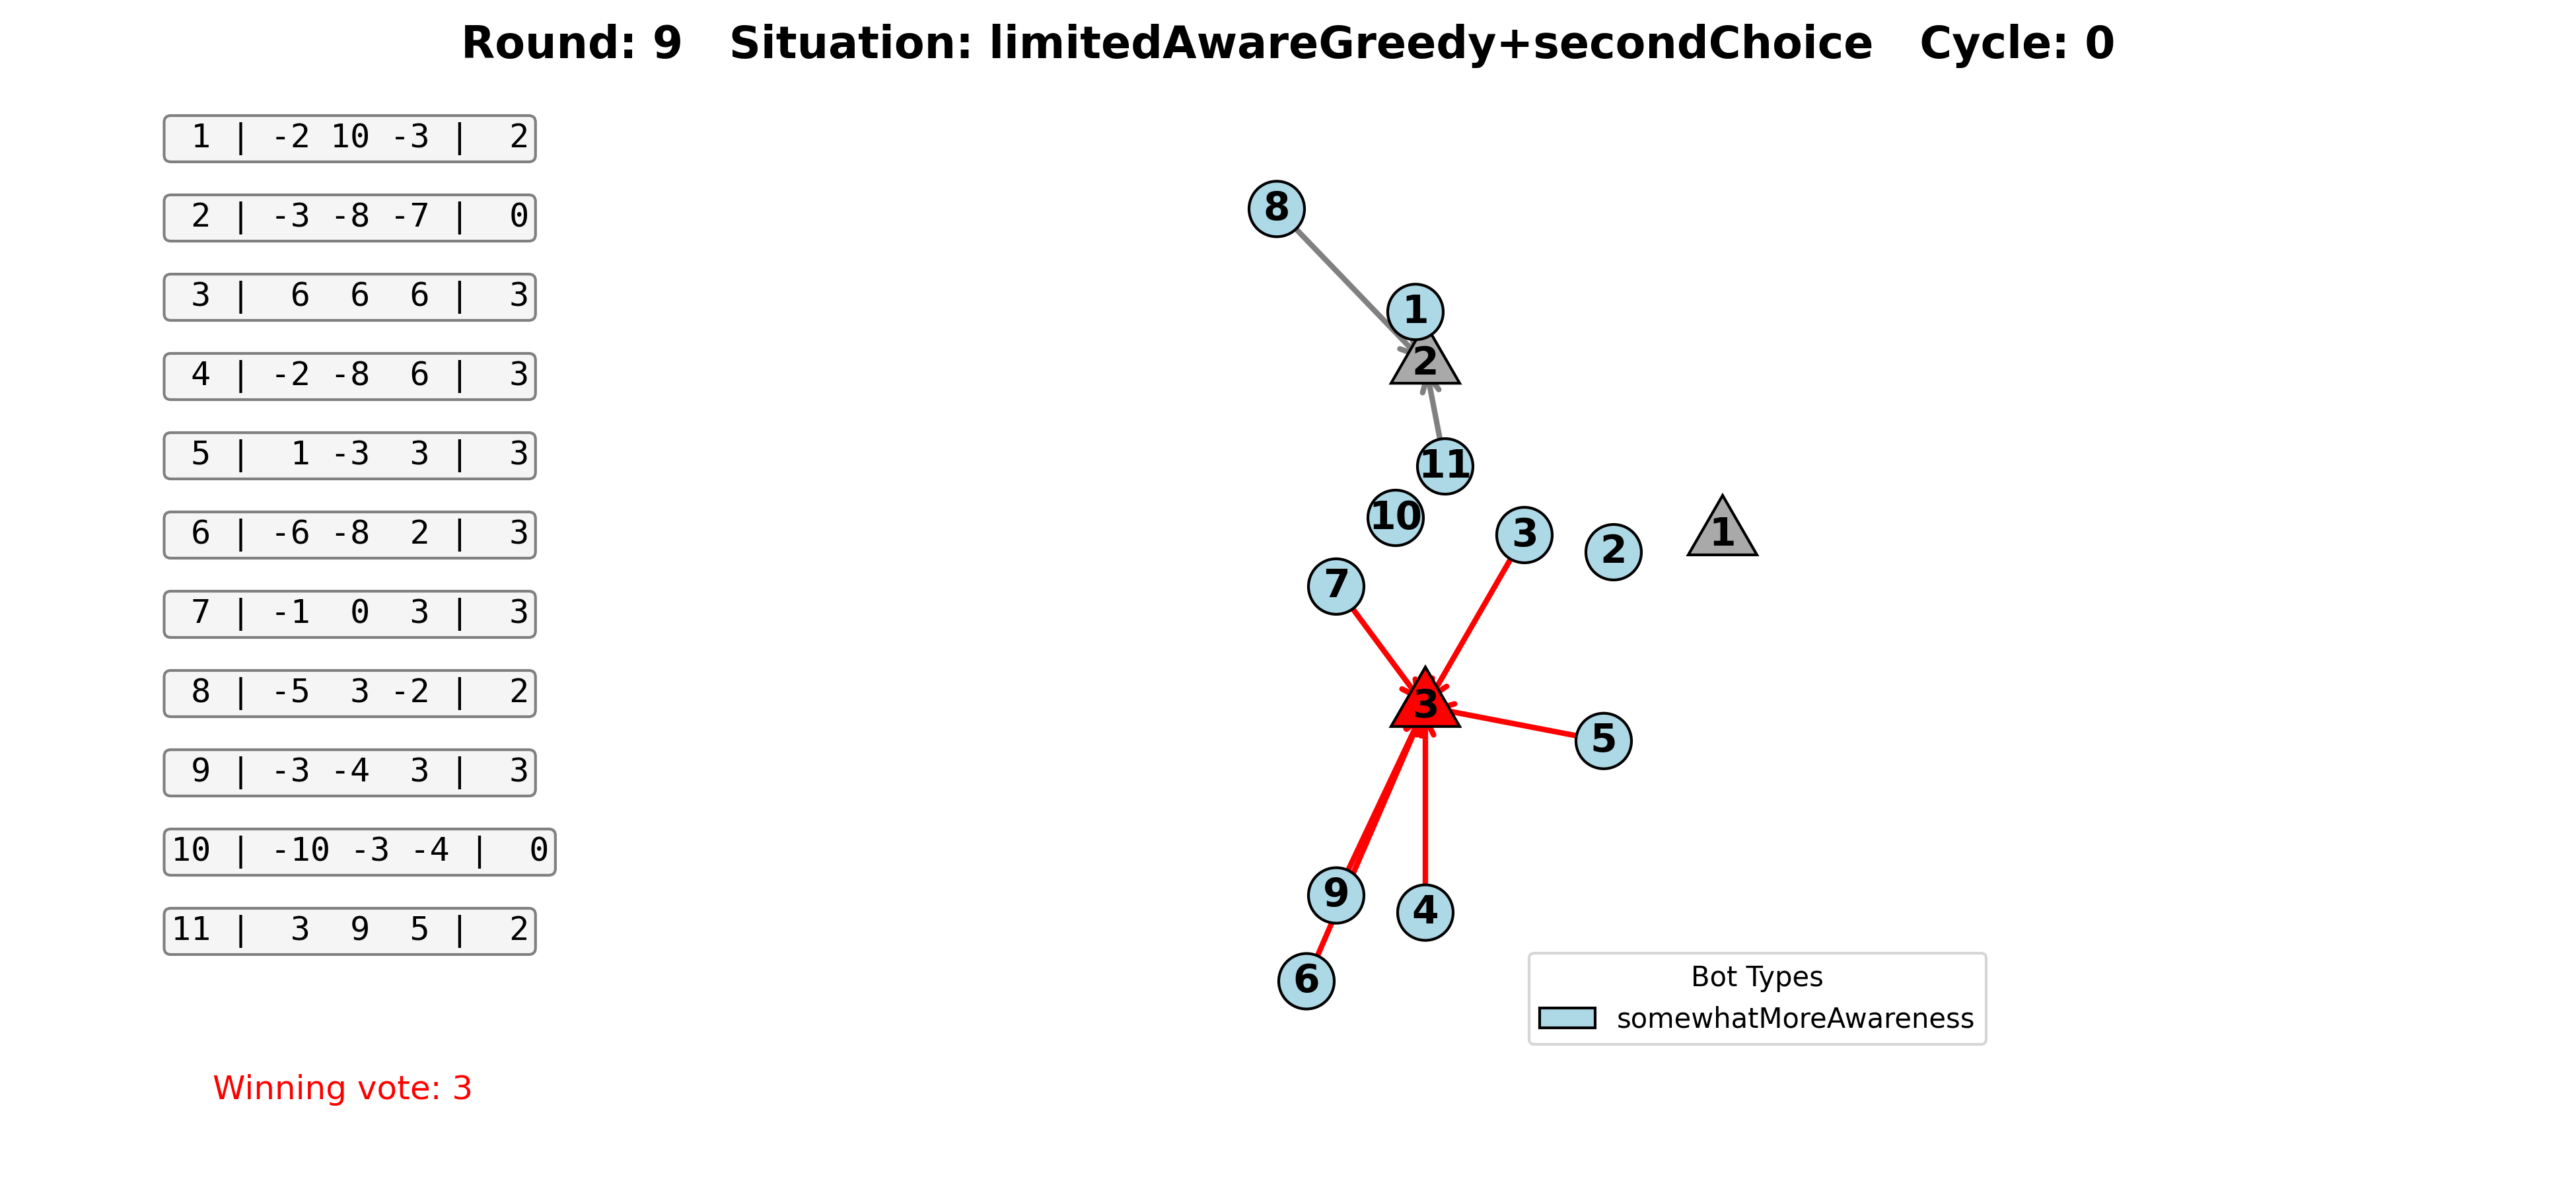 Round: 9   Situation: limitedAwareGreedy+secondChoice   Cycle: 0
1 | -2 10 -3 |  2
2 | -3 -8 -7 |  0
3 |  6  6  6 |  3
4 | -2 -8  6 |  3
5 |  1 -3  3 |  3
6 | -6 -8  2 |  3
7 | -1  0  3 |  3
8 | -5  3 -2 |  2
9 | -3 -4  3 |  3
10 | -10 -3 -4 |  0
11 |  3  9  5 |  2
Winning vote: 3
8
1
2
11
10
3
2
1
7
3
5
9
4
6
Bot Types
somewhatMoreAwareness